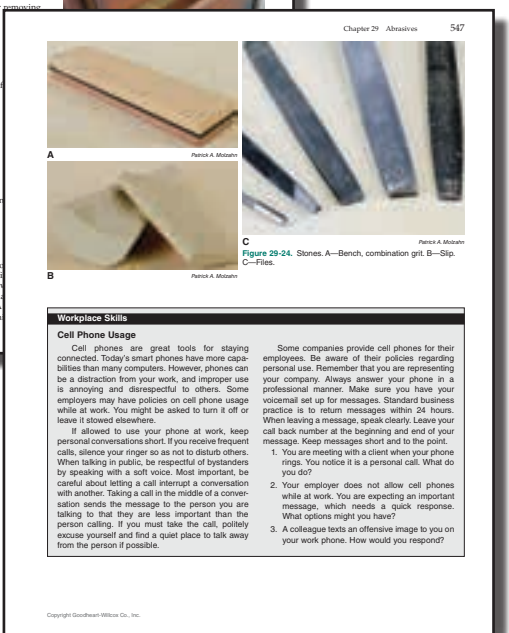 r removing
Chapter 29 Abrasives 547
A Patrick A. Molzahn
B Patrick A. Molzahn
C Patrick A. Molzahn
Figure 29-24. Stones. A—Bench, combination grit. B—Slip.
C—Files.
Workplace Skills
Cell Phone Usage
Cell phones are great tools for staying
connected. Today's smart phones have more capa-
bilities than many computers. However, phones can
be a distraction from your work, and improper use
is annoying and disrespectful to others. Some
employers may have policies on cell phone usage
while at work. You might be asked to turn it off or
leave it stowed elsewhere.
If allowed to use your phone at work, keep
personal conversations short. If you receive frequent
calls, silence your ringer so as not to disturb others.
When talking in public, be respectful of bystanders
by speaking with a soft voice. Most important, be
careful about letting a call interrupt a conversation
with another. Taking a call in the middle of a conver-
sation sends the message to the person you are
talking to that they are less important than the
person calling. If you must take the call, politely
excuse yourself and find a quiet place to talk away
from the person if possible.
Some companies provide cell phones for their
employees. Be aware of their policies regarding
personal use. Remember that you are representing
your company. Always answer your phone in a
professional manner. Make sure you have your
voicemail set up for messages. Standard business
practice is to return messages within 24 hours.
When leaving a message, speak clearly. Leave your
call back number at the beginning and end of your
message. Keep messages short and to the point.
1. You are meeting with a client when your phone
rings. You notice it is a personal call. What do
you do?
2. Your employer does not allow cell phones
while at work. You are expecting an important
message, which needs a quick response.
What options might you have?
3. A colleague texts an offensive image to you on
your work phone. How would you respond?
Copyright Goodheart-Willcox Co., Inc.